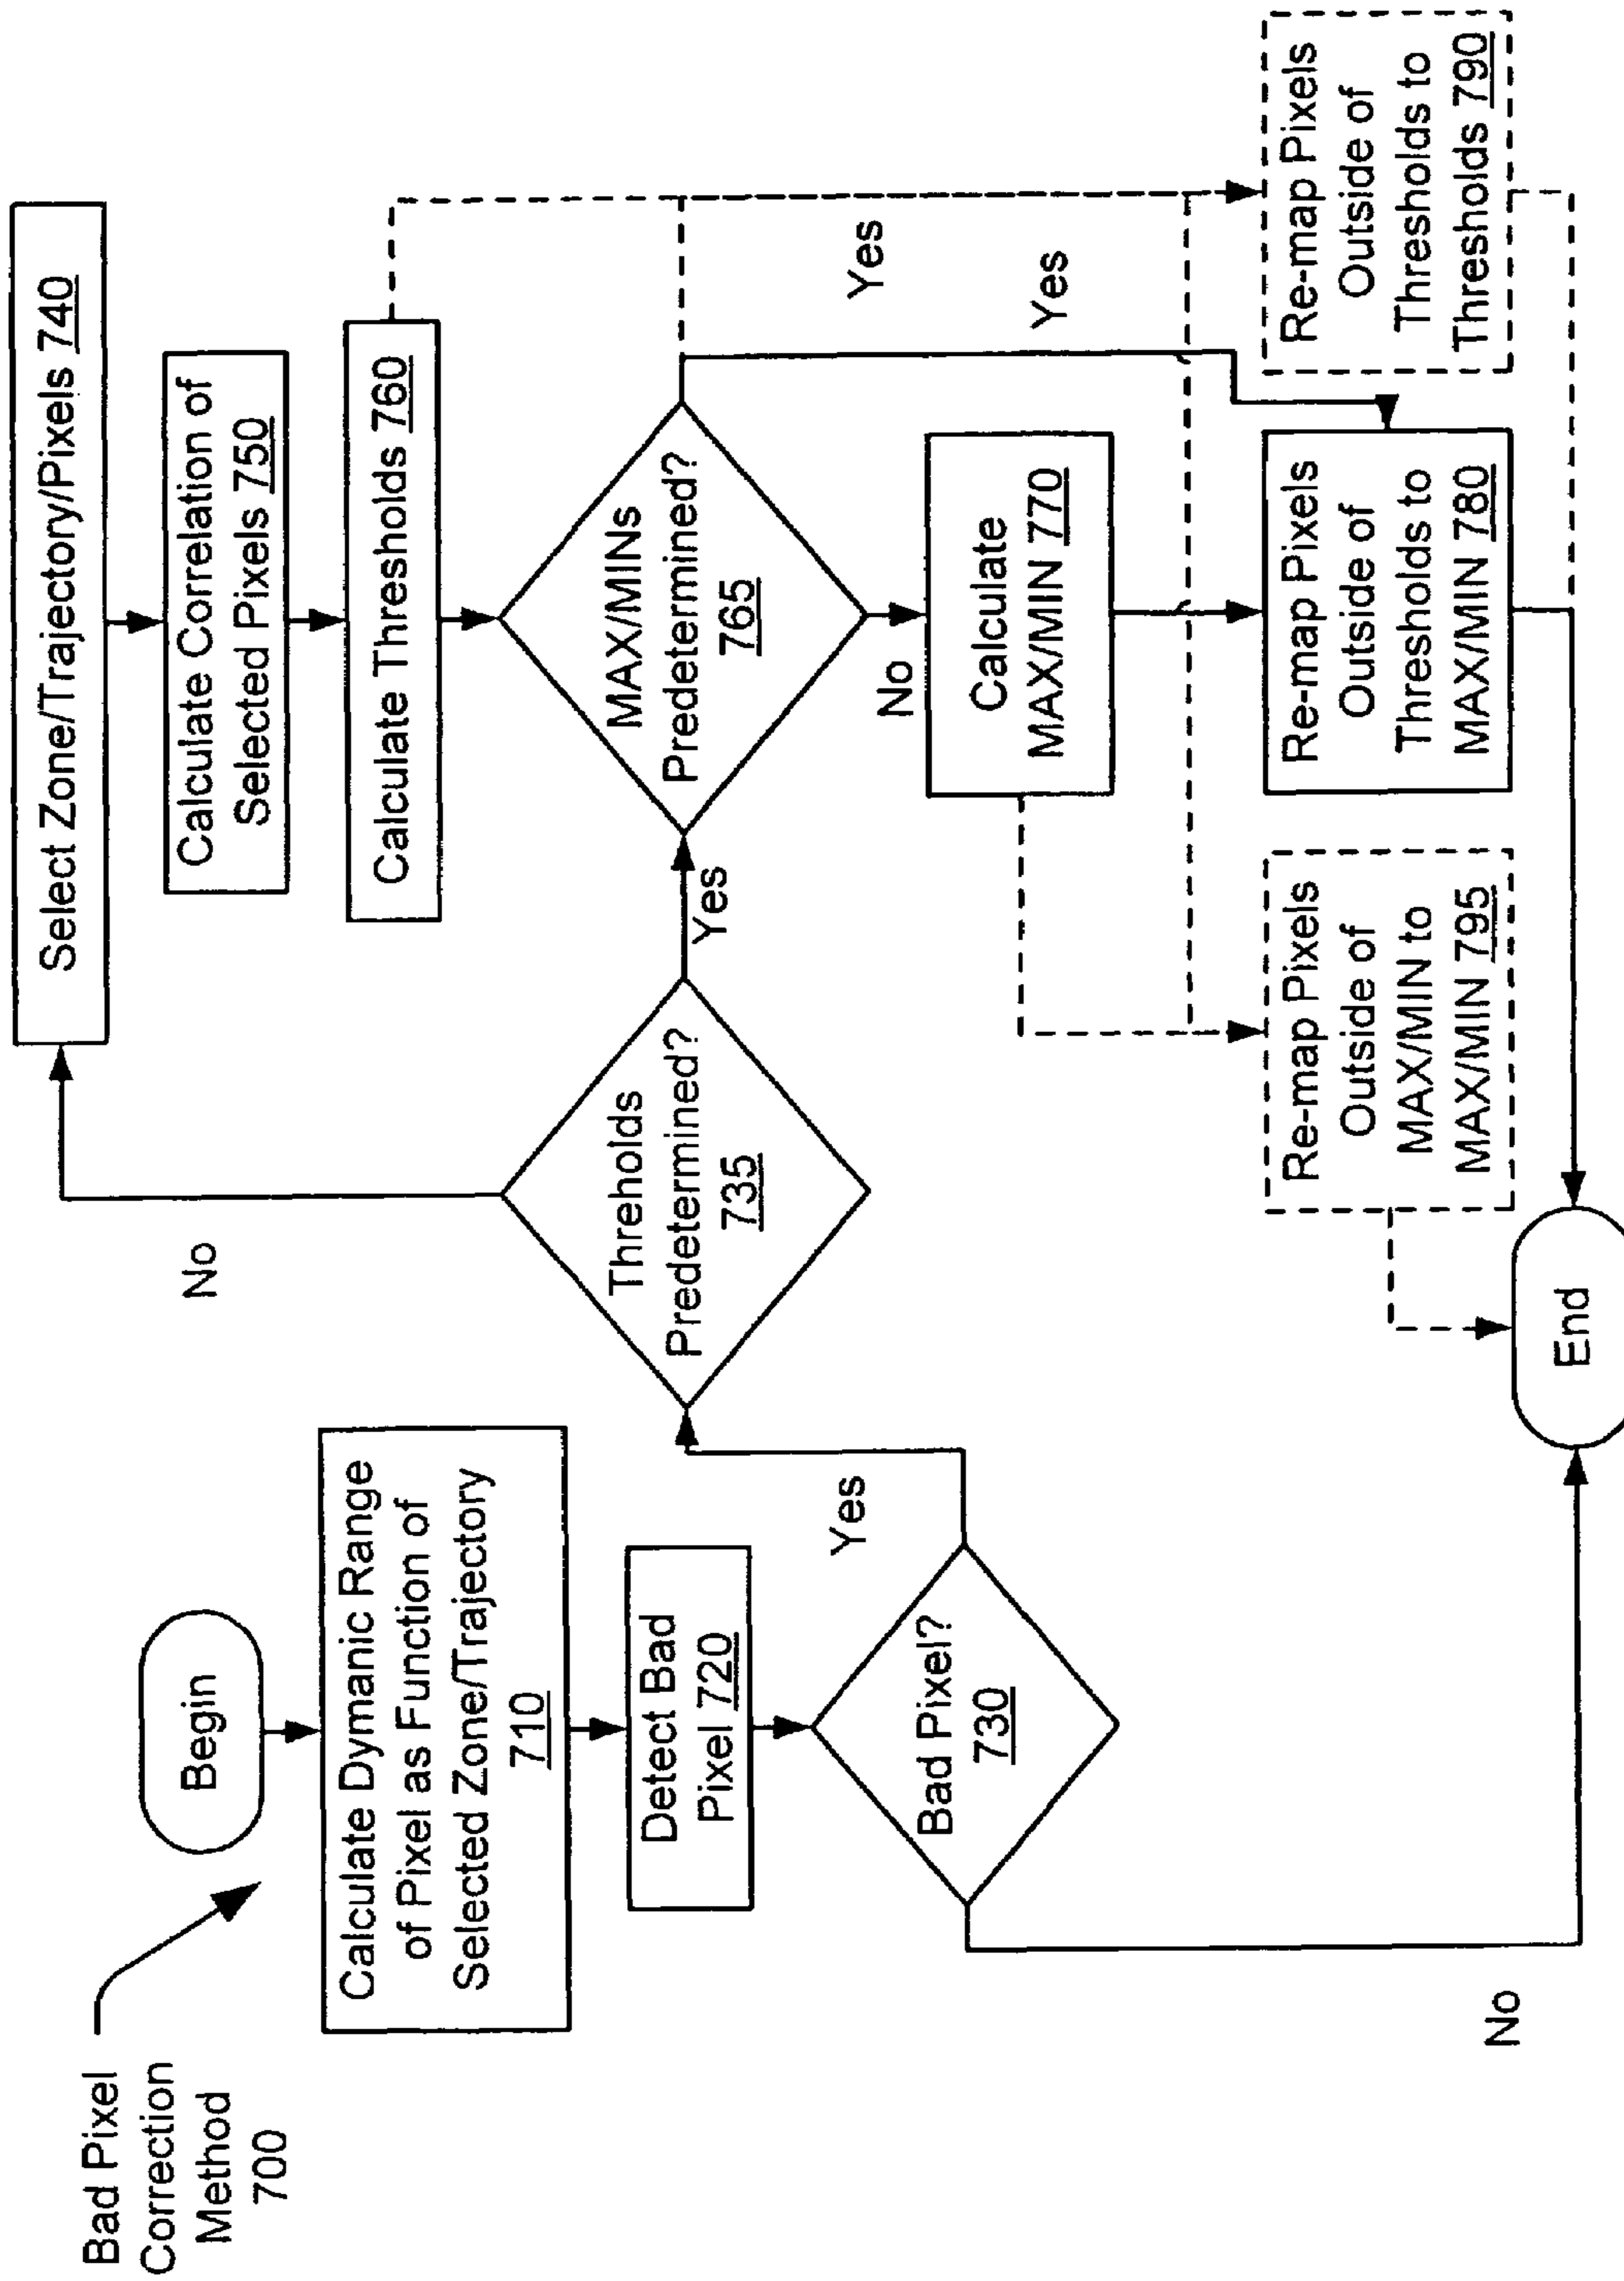 Bad Pixel
Correction
Method
700
Begin
Calculate Dymanic Range
of Pixel as Function of
Selected Zone/Trajectory
710
Detect Bad
Pixel 720
Bad Pixel?
730
Yes
No
Threholds
Predetermined?
735
No
Yes
Select Zone/Trajectory/Pixels 740
Calculate Correlation of
Selected Pixels 750
Calculate Thresholds 760
MAX/MINs
Predetermined?
765
Yes
Yes
No
Calculate
MAX/MIN 770
Re-map Pixels
Outside of
MAX/MIN to
MAX/MIN 795
Re-map Pixels
Outside of
Thresholds to
MAX/MIN 780
Re-map Pixels
Outside of
Thresholds to
Thresholds 790
End